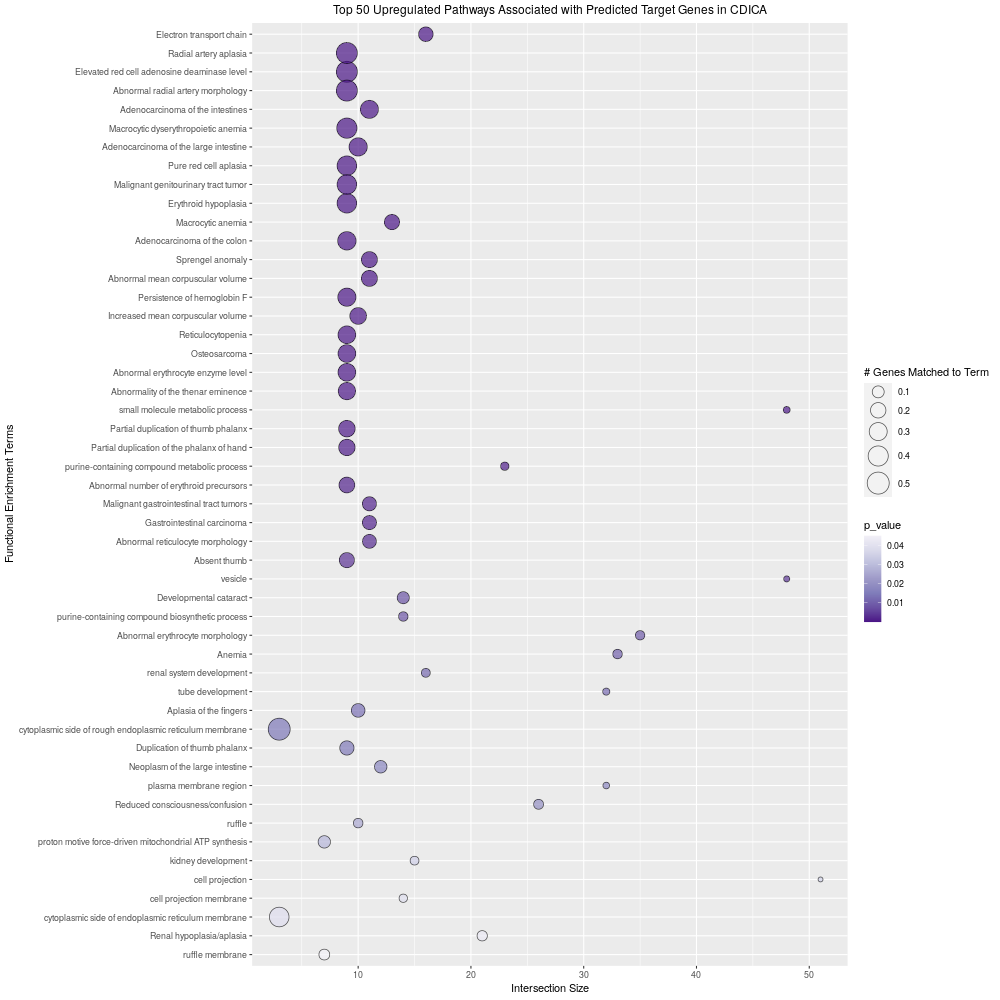 Top 50 Upregulated Pathways Associated with Predicted Target Genes in CDICA
Functional Enrichment Terms
Electron transport chain
Radial artery aplasia
Elevated red cell adenosine deaminase level
Abnormal radial artery morphology
Adenocarcinoma of the intestines
Macrocytic dyserythropoietic anemia
Adenocarcinoma of the large intestine
Pure red cell aplasia
Malignant genitourinary tract tumor
Erythroid hypoplasia
Macrocytic anemia
Adenocarcinoma of the colon
Sprengel anomaly
Abnormal mean corpuscular volume
Persistence of hemoglobin F
Increased mean corpuscular volume
Reticulocytopenia
Osteosarcoma
Abnormal erythrocyte enzyme level
Abnormality of the thenar eminence
small molecule metabolic process
Partial duplication of thumb phalanx
Partial duplication of the phalanx of hand
purine-containing compound metabolic process
Abnormal number of erythroid precursors
Malignant gastrointestinal tract tumors
Gastrointestinal carcinoma
Abnormal reticulocyte morphology
Absent thumb
vesicle
Developmental cataract
purine-containing compound biosynthetic process
Abnormal erythrocyte morphology
Anemia
renal system development
tube development
Aplasia of the fingers
cytoplasmic side of rough endoplasmic reticulum membrane
Duplication of thumb phalanx
Neoplasm of the large intestine
plasma membrane region
Reduced consciousness/confusion
ruffle
proton motive force-driven mitochondrial ATP synthesis
kidney development
cell projection
cell projection membrane
cytoplasmic side of endoplasmic reticulum membrane
Renal hypoplasia/aplasia
ruffle membrane
10 20 30 40 50
Intersection Size
# Genes Matched to Term
0.1
0.2
0.3
0.4
0.5
p_value
0.04
0.03
0.02
0.01